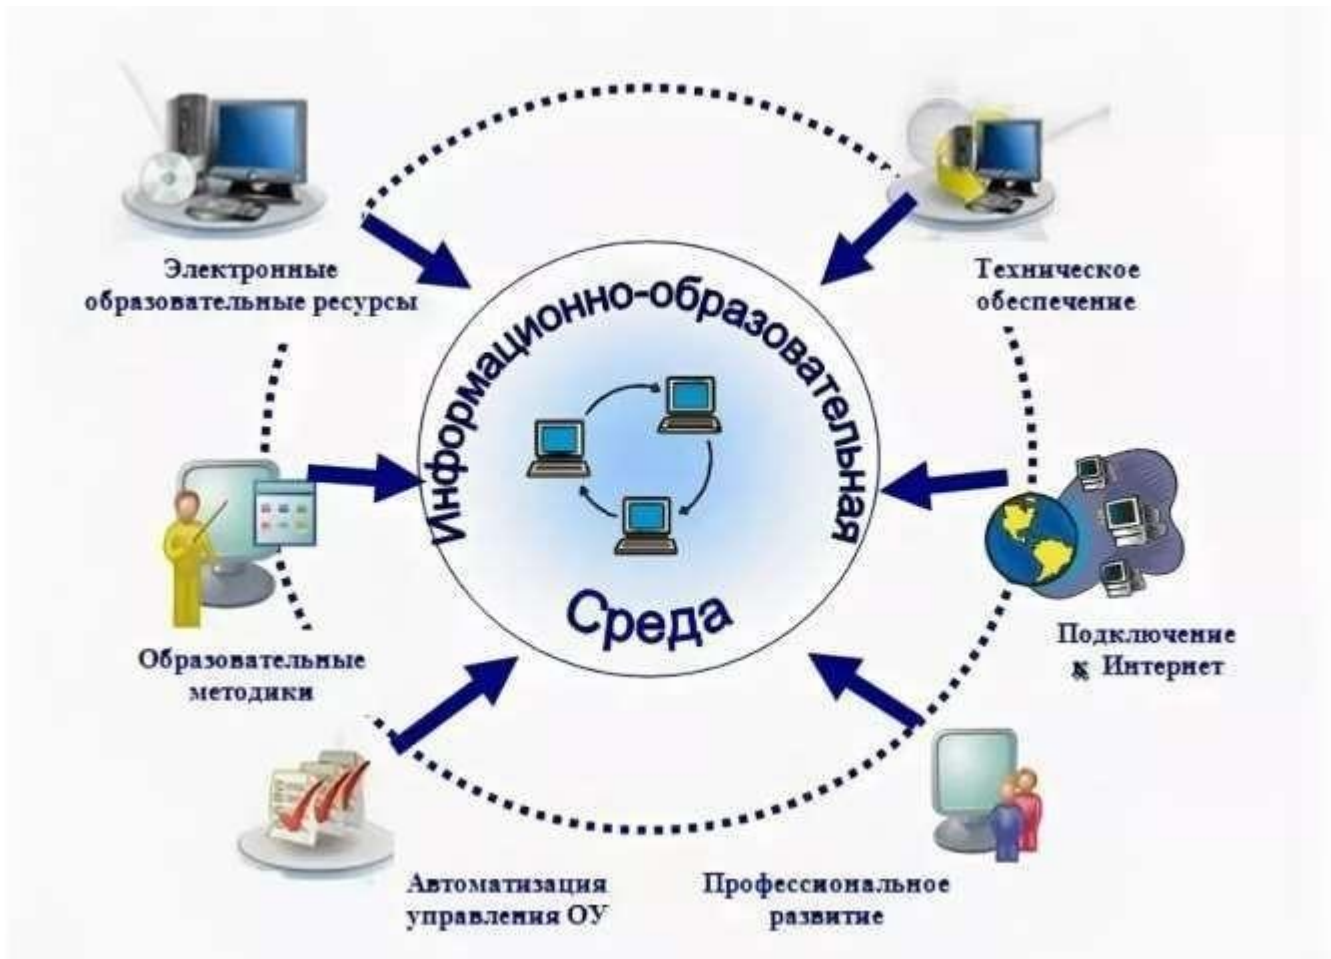 Электронные
образовательные ресурсы
Техническое
обеспечение
Информационно-образовательная
Среда
Образовательные
методики
Подключение
к Интернет
Автоматизация
управления ОУ
Профессиональное
развитие